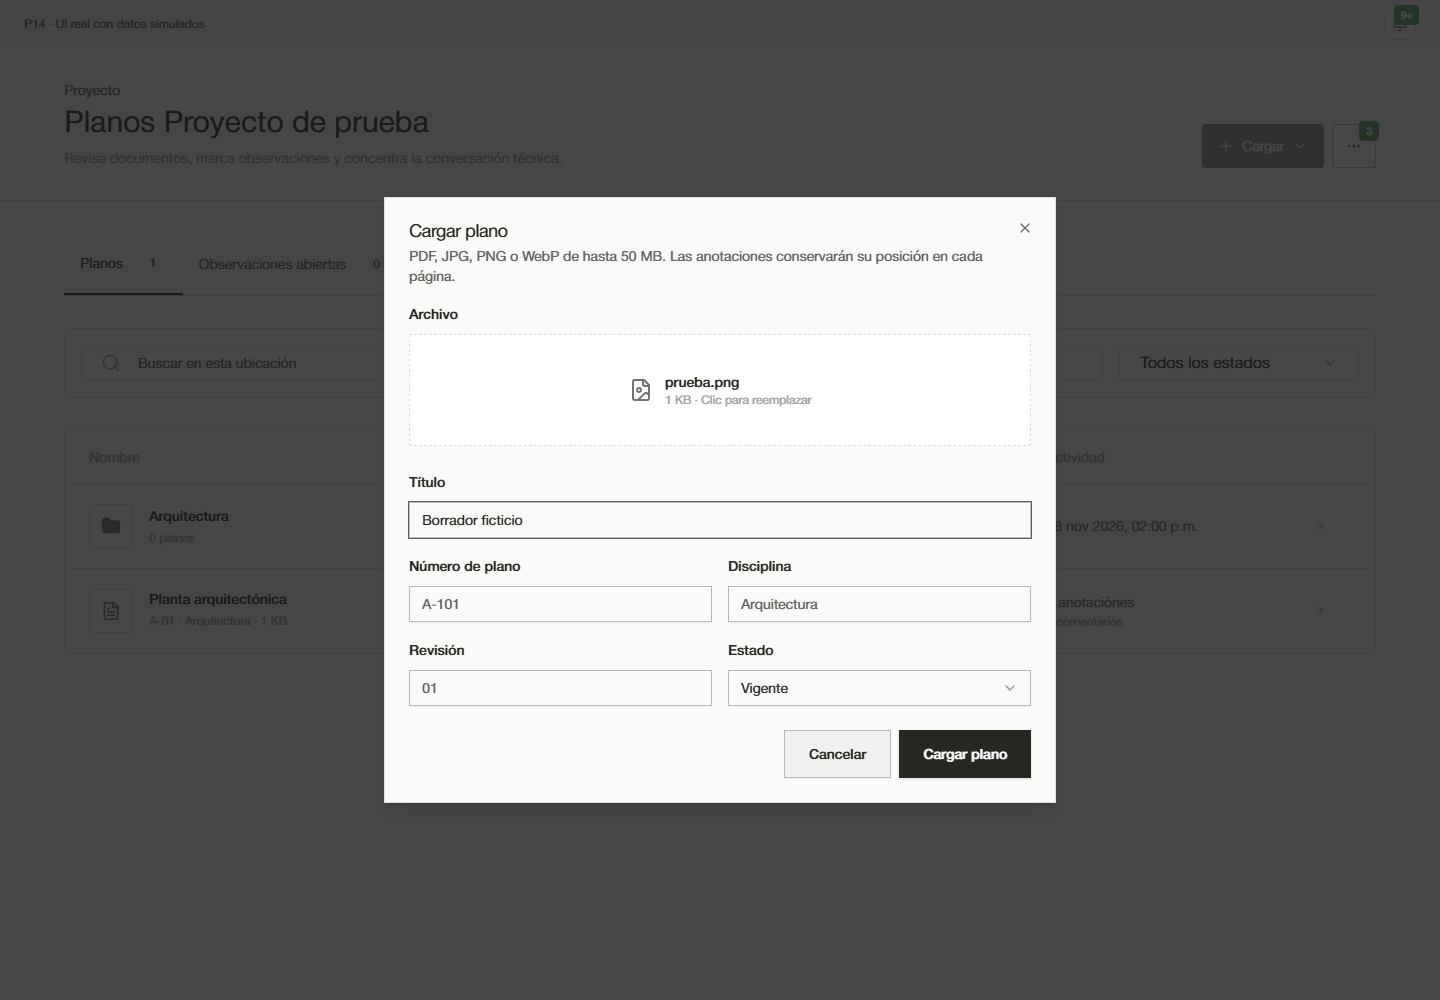 P14 · UI real con datos simulados
9+
Proyecto
Planos Proyecto de prueba
Revisa documentos, marca observaciones y concentra la conversación técnica.
Cargar
3
Planos 1
Observaciones abiertas 0
Buscar en esta ubicación
Todos los estados
Nombre
ctividad
Arquitectura
0 planos
8 nov 2026, 02:00 p.m.
Planta arquitectónica
A-01 · Arquitectura · 1 KB
anotaciónes
comentarios
Cargar plano
PDF, JPG, PNG o WebP de hasta 50 MB. Las anotaciones conservarán su posición en cada
página.
Archivo
prueba.png
1 KB · Clic para reemplazar
Título
Borrador ficticio
Número de plano
Disciplina
A-101
Arquitectura
Revisión
Estado
01
Vigente
Cancelar
Cargar plano